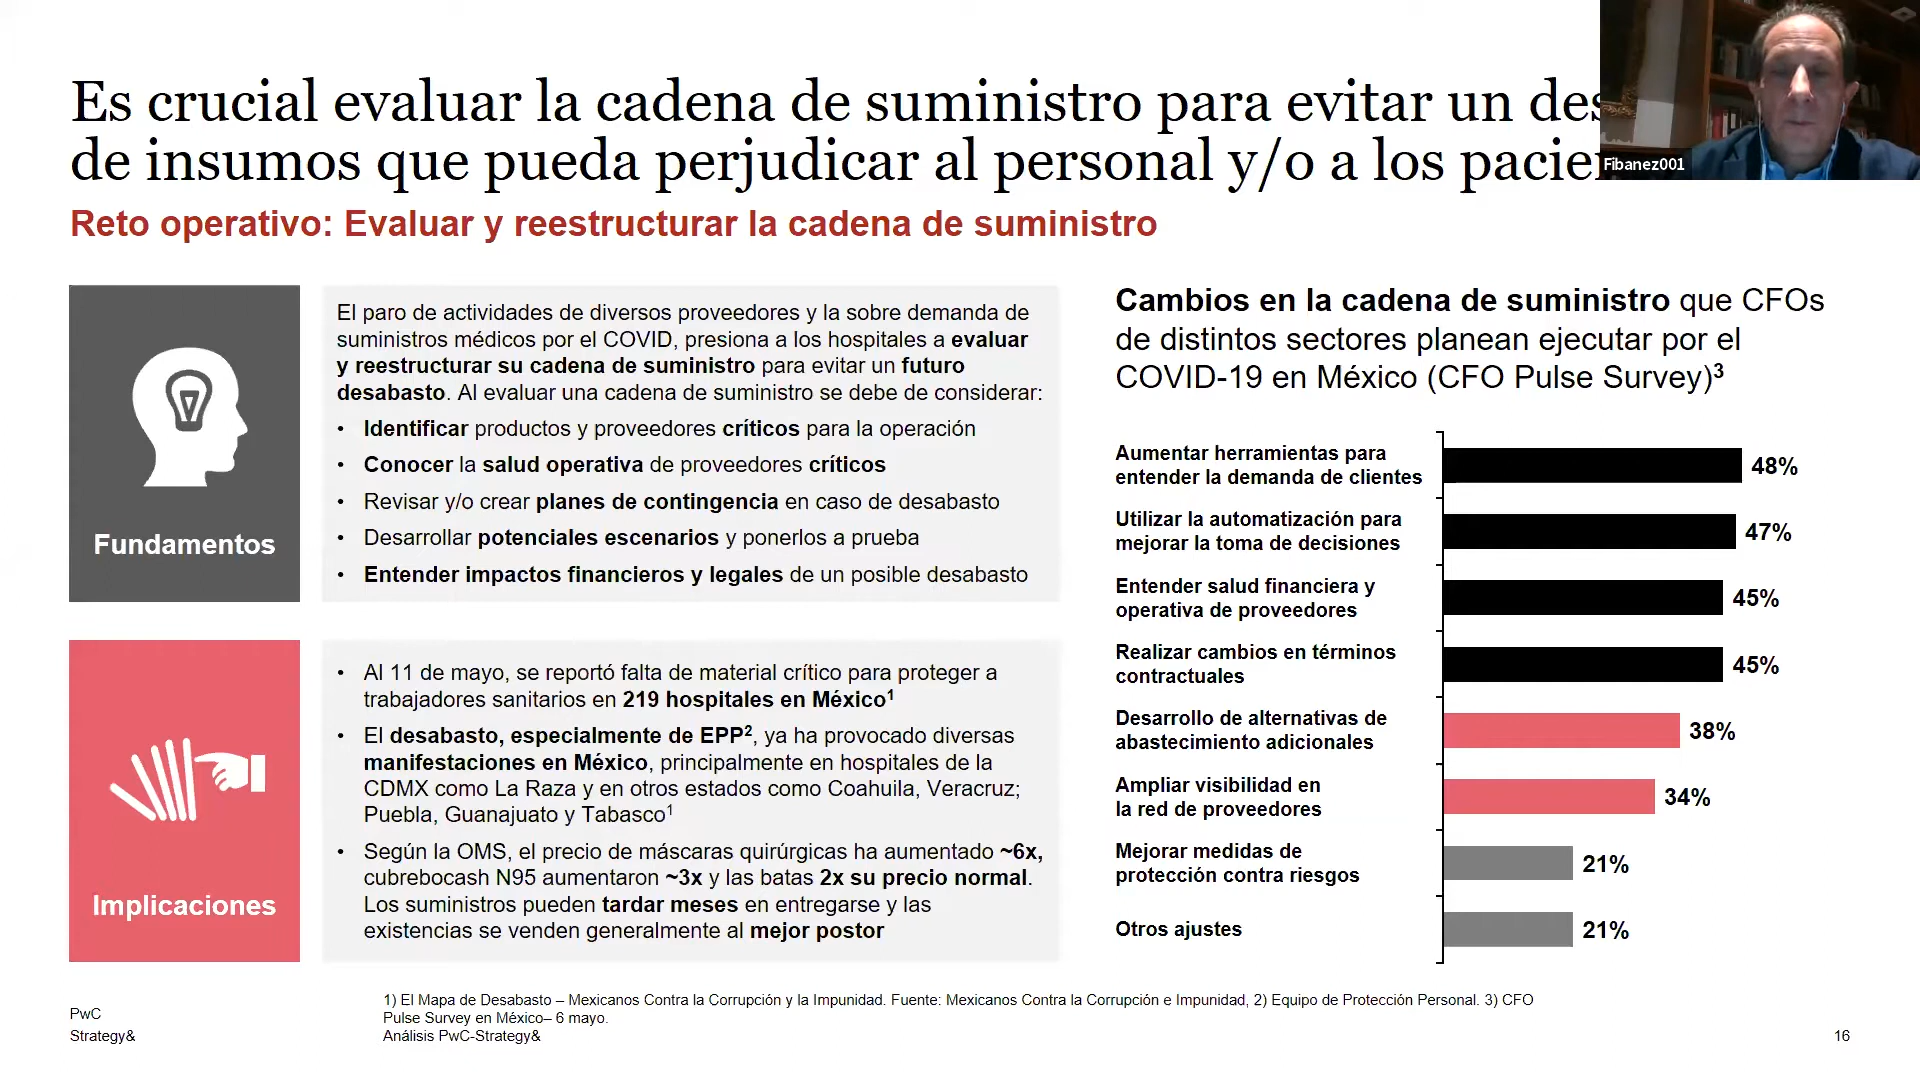 Es crucial evaluar la cadena de suministro para evitar un
de insumos que pueda perjudicar al personal y/o a los
Fibanez001
Reto operativo: Evaluar y reestructurar la cadena de suministro
Fundamentos
El paro de actividades de diversos proveedores y la sobre demanda de
suministros médicos por el COVID, presiona a los hospitales a evaluar
y reestructurar su cadena de suministro para evitar un futuro
desabasto. Al evaluar una cadena de suministro se debe de considerar:
• Identificar productos y proveedores críticos para la operación
• Conocer la salud operativa de proveedores críticos
• Revisar y/o crear planes de contingencia en caso de desabasto
• Desarrollar potenciales escenarios y ponerlos a prueba
• Entender impactos financieros y legales de un posible desabasto
Implicaciones
• Al 11 de mayo, se reportó falta de material crítico para proteger a
trabajadores sanitarios en 219 hospitales en México1
• El desabasto, especialmente de EPP2, ya ha provocado diversas
manifestaciones en México, principalmente en hospitales de la
CDMX como La Raza y en otros estados como Coahuila, Veracruz;
Puebla, Guanajuato y Tabasco1
• Según la OMS, el precio de máscaras quirúrgicas ha aumentado ~6x,
cubrebocash N95 aumentaron ~3x y las batas 2x su precio normal.
Los suministros pueden tardar meses en entregarse y las
existencias se venden generalmente al mejor postor
Cambios en la cadena de suministro que CFOs
de distintos sectores planean ejecutar por el
COVID-19 en México (CFO Pulse Survey)3
Aumentar herramientas para
entender la demanda de clientes
48%
Utilizar la automatización para
mejorar la toma de decisiones
47%
Entender salud financiera y
operativa de proveedores
45%
Realizar cambios en términos
contractuales
45%
Desarrollo de alternativas de
abastecimiento adicionales
38%
Ampliar visibilidad en
la red de proveedores
34%
Mejorar medidas de
protección contra riesgos
21%
Otros ajustes
21%
PwC
Strategy&
1) El Mapa de Desabasto – Mexicanos Contra la Corrupción y la Impunidad. Fuente: Mexicanos Contra la Corrupción e Impunidad, 2) Equipo de Protección Personal. 3) CFO
Pulse Survey en México– 6 mayo.
Análisis PwC-Strategy&
16